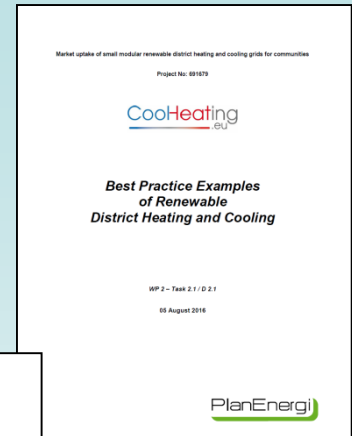 Market uptake of small modular renewable district heating and cooling grids for communities
Project No: 691679
CooHeating
.eu
Best Practice Examples
of Renewable
District Heating and Cooling
WP 2 – Task 2.1 / D 2.1
05 August 2016
PlanEnergi